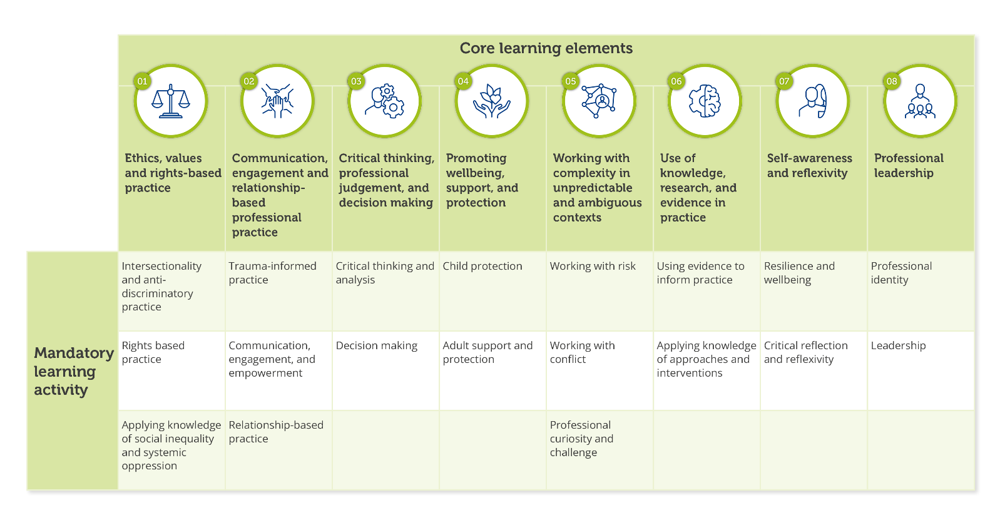 Core learning elements
01
02
03
04
05
06
07
08
Ethics, values
and rights-based
practice
Communication,
engagement and
relationship-
based
professional
practice
Critical thinking,
professional
judgement, and
decision making
Promoting
wellbeing,
support, and
protection
Working with
complexity in
unpredictable
and ambiguous
contexts
Use of
knowledge,
research, and
evidence in
practice
Self-awareness
and reflexivity
Professional
leadership
Mandatory
learning
activity
Intersectionality
and anti-
discriminatory
practice
Trauma-informed
practice
Critical thinking and
analysis
Child protection
Working with risk
Using evidence to
inform practice
Resilience and
wellbeing
Professional
identity
Rights based
practice
Communication,
engagement, and
empowerment
Decision making
Adult support and
protection
Working with
conflict
Applying knowledge
of approaches and
interventions
Critical reflection
and reflexivity
Leadership
Applying knowledge
of social inequality
and systemic
oppression
Relationship-based
practice
Professional
curiosity and
challenge